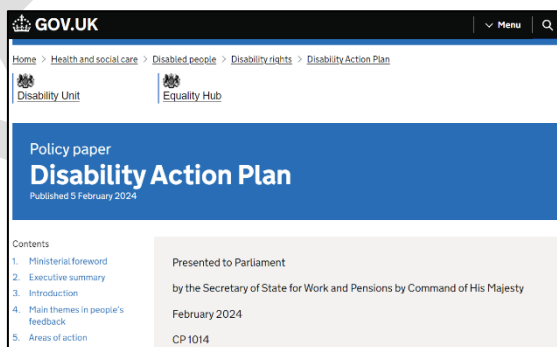 GOV.UK
Menu
Home > Health and social care > Disabled people > Disability rights > Disability Action Plan
Disability Unit
Equality Hub
Policy paper
Disability Action Plan
Published 5 February 2024
Contents
1. Ministerial foreword
2. Executive summary
3. Introduction
4. Main themes in people's
feedback
5. Areas of action
Presented to Parliament
by the Secretary of State for Work and Pensions by Command of His Majesty
February 2024
CP 1014